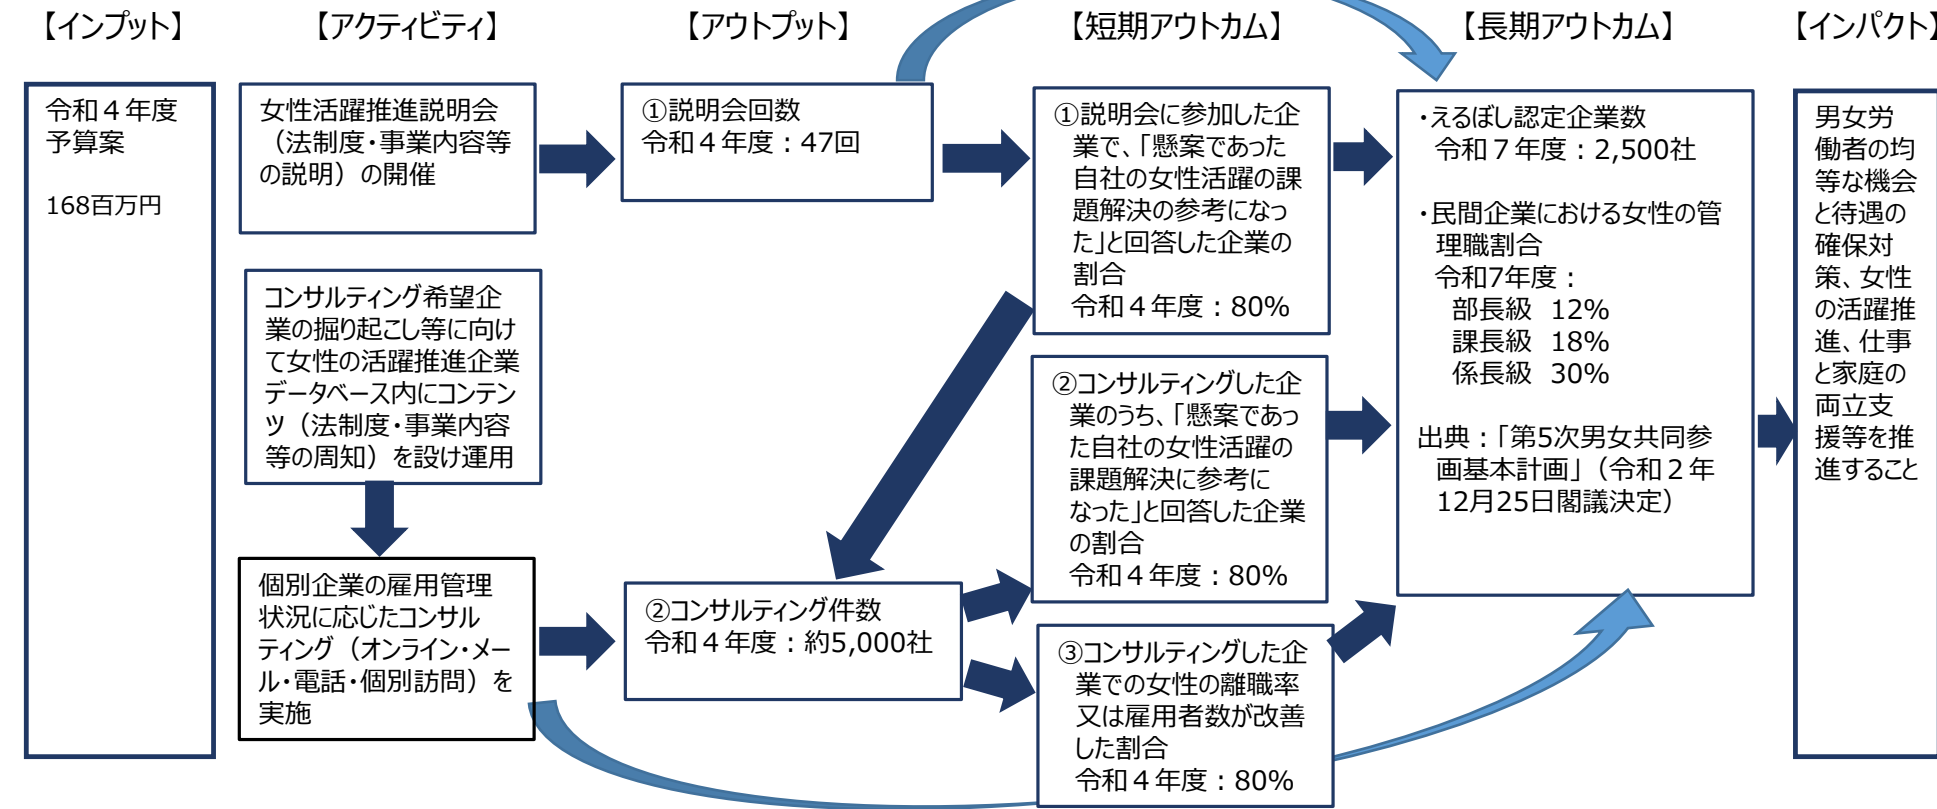 【インプット】
【アクティビティ】
【アウトプット】
【短期アウトカム】
【長期アウトカム】
【インパクト】
令和４年度
予算案
168百万円
女性活躍推進説明会
（法制度・事業内容等
の説明）の開催
コンサルティング希望企
業の掘り起こし等に向け
て女性の活躍推進企業
データベース内にコンテン
ツ（法制度・事業内容
等の周知）を設け運用
個別企業の雇用管理
状況に応じたコンサル
ティング（オンライン・メー
ル・電話・個別訪問）を
実施
①説明会回数
令和４年度：47回
②コンサルティング件数
令和４年度：約5,000社
①説明会に参加した企
業で、「懸案であった
自社の女性活躍の課
題解決の参考になっ
た」と回答した企業の
割合
令和４年度：80%
②コンサルティングした企
業のうち、「懸案であっ
た自社の女性活躍の
課題解決に参考に
なった」と回答した企業
の割合
令和４年度：80%
③コンサルティングした企
業での女性の離職率
又は雇用者数が改善
した割合
令和４年度：80%
・えるぼし認定企業数
令和７年度：2,500社
・民間企業における女性の管
理職割合
令和7年度：
部長級 12%
課長級 18%
係長級 30%
出典：「第5次男女共同参
画基本計画」（令和２年
12月25日閣議決定）
男女労
働者の均
等な機会
と待遇の
確保対
策、女性
の活躍推
進、仕事
と家庭の
両立支
援等を推
進すること